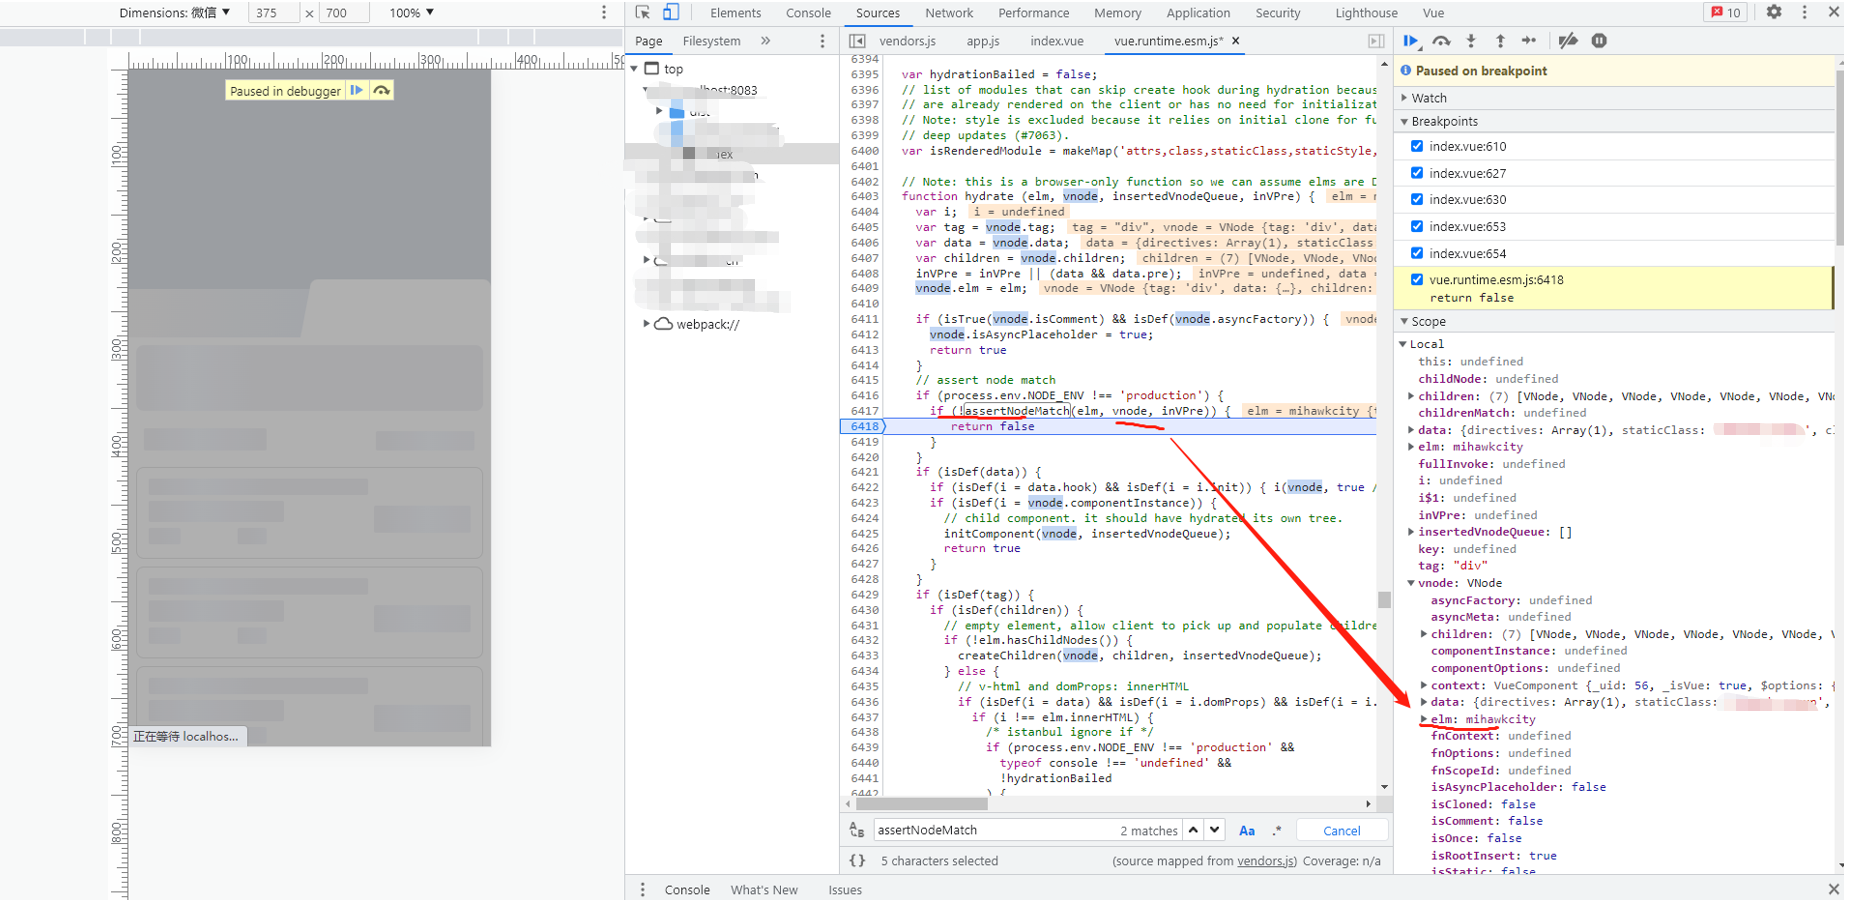 Dimensions: 微信 ▼ 375 × 700 100% ▼
100 200 300 400 50
100
200
300
400
500
600
700
800
Paused in debugger
正在等待 localhos...
Elements Console Sources Network Performance Memory Application Security Lighthouse Vue 10
Page Filesystem »
top
lhost:8083
webpack://
vendors.js app.js index.vue vue.runtime.esm.js* ×
6394
6395 var hydrationBailed = false;
6396 // list of modules that can skip create hook during hydration becaus
6397 // are already rendered on the client or has no need for initializat
6398 // Note: style is excluded because it relies on initial clone for fu
6399 // deep updates (#7063).
6400 var isRenderedModule = makeMap('attrs,class,staticClass,staticStyle,
6401
6402 // Note: this is a browser-only function so we can assume elms are D
6403 function hydrate (elm, vnode, insertedVnodeQueue, inVPre) { elm = m
6404 var i; i = undefined
6405 var tag = vnode.tag; tag = "div", vnode = VNode {tag: 'div', data
6406 var data = vnode.data; data = {directives: Array(1), staticClass
6407 var children = vnode.children; children = (7) [VNode, VNode, VNo
6408 inVPre = inVPre || (data && data.pre); inVPre = undefined, data =
6409 vnode.elm = elm; vnode = VNode {tag: 'div', data: {…}, children:
6410
6411 if (isTrue(vnode.isComment) && isDef(vnode.asyncFactory)) { vnode
6412 vnode.isAsyncPlaceholder = true;
6413 return true
6414 }
6415 // assert node match
6416 if (process.env.NODE_ENV !== 'production') {
6417 if (!assertNodeMatch(elm, vnode, inVPre)) { elm = mihawkcity {t
6418 return false
6419 }
6420 }
6421 if (isDef(data)) {
6422 if (isDef(i = data.hook) && isDef(i = i.init)) { i(vnode, true /
6423 if (isDef(i = vnode.componentInstance)) {
6424 // child component. it should have hydrated its own tree.
6425 initComponent(vnode, insertedVnodeQueue);
6426 return true
6427 }
6428 }
6429 if (isDef(tag)) {
6430 if (isDef(children)) {
6431 // empty element, allow client to pick up and populate childre
6432 if (!elm.hasChildNodes()) {
6433 createChildren(vnode, children, insertedVnodeQueue);
6434 } else {
6435 // v-html and domProps: innerHTML
6436 if (isDef(i = data) && isDef(i = i.domProps) && isDef(i = i.
6437 if (i !== elm.innerHTML) {
6438 /* istanbul ignore if */
6439 if (process.env.NODE_ENV !== 'production' &&
6440 typeof console !== 'undefined' &&
6441 !hydrationBailed
6442 ) {
assertNodeMatch 2 matches Aa .* Cancel
{} 5 characters selected (source mapped from vendors.js) Coverage: n/a
Console What's New Issues
Paused on breakpoint
Watch
Breakpoints
index.vue:610
index.vue:627
index.vue:630
index.vue:653
index.vue:654
vue.runtime.esm.js:6418
return false
Scope
Local
this: undefined
childNode: undefined
children: (7) [VNode, VNode, VNode, VNode, VNode, VNode, VNode
childrenMatch: undefined
data: {directives: Array(1), staticClass: ', cl
elm: mihawkcity
fullInvoke: undefined
i: undefined
i$1: undefined
inVPre: undefined
insertedVnodeQueue: []
key: undefined
tag: "div"
vnode: VNode
asyncFactory: undefined
asyncMeta: undefined
children: (7) [VNode, VNode, VNode, VNode, VNode, VNode, V
componentInstance: undefined
componentOptions: undefined
context: VueComponent {_uid: 56, _isVue: true, $options: {
data: {directives: Array(1), staticClass: ',
elm: mihawkcity
fnContext: undefined
fnOptions: undefined
fnScopeId: undefined
isAsyncPlaceholder: false
isCloned: false
isComment: false
isOnce: false
isRootInsert: true
isStatic: false